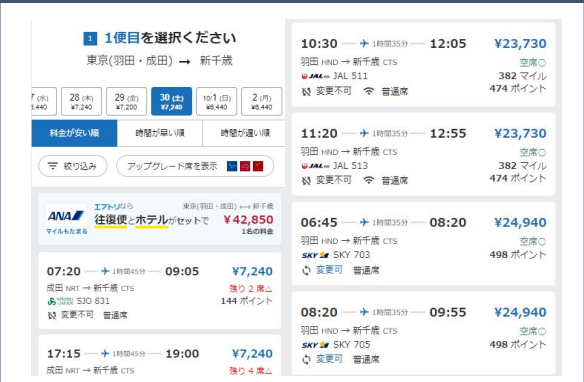 1 1便目を選択ください
東京(羽田・成田) → 新千歳
7 (水)
8,440
28 (木)
¥7,240
29 (金)
¥7,200
30 (土)
¥7,240
10/1 (日)
¥8,440
2 (月)
¥8,440
料金が安い順
時間が早い順
時間が遅い順
絞り込み
アップグレード席を表示
ANA
マイルもたまる
エアトリなら
東京(羽田・成田) ⟷ 新千歳
往復便とホテルがセットで ¥42,850
1名の料金
07:20 1時間45分 09:05 ¥7,240
成田 NRT → 新千歳 CTS 残り 2 席△
SJO 831 144 ポイント
変更不可 普通席
17:15 1時間45分 19:00 ¥7,240
成田 NRT → 新千歳 CTS 残り 4 席△
10:30 1時間35分 12:05 ¥23,730
羽田 HND → 新千歳 CTS 空席○
JAL JAL 511 382 マイル
変更不可 普通席 474 ポイント
11:20 1時間35分 12:55 ¥23,730
羽田 HND → 新千歳 CTS 空席○
JAL JAL 513 382 マイル
変更不可 普通席 474 ポイント
06:45 1時間35分 08:20 ¥24,940
羽田 HND → 新千歳 CTS 空席○
SKY SKY 703 498 ポイント
変更可 普通席
08:20 1時間35分 09:55 ¥24,940
羽田 HND → 新千歳 CTS 空席○
SKY SKY 705 498 ポイント
変更可 普通席